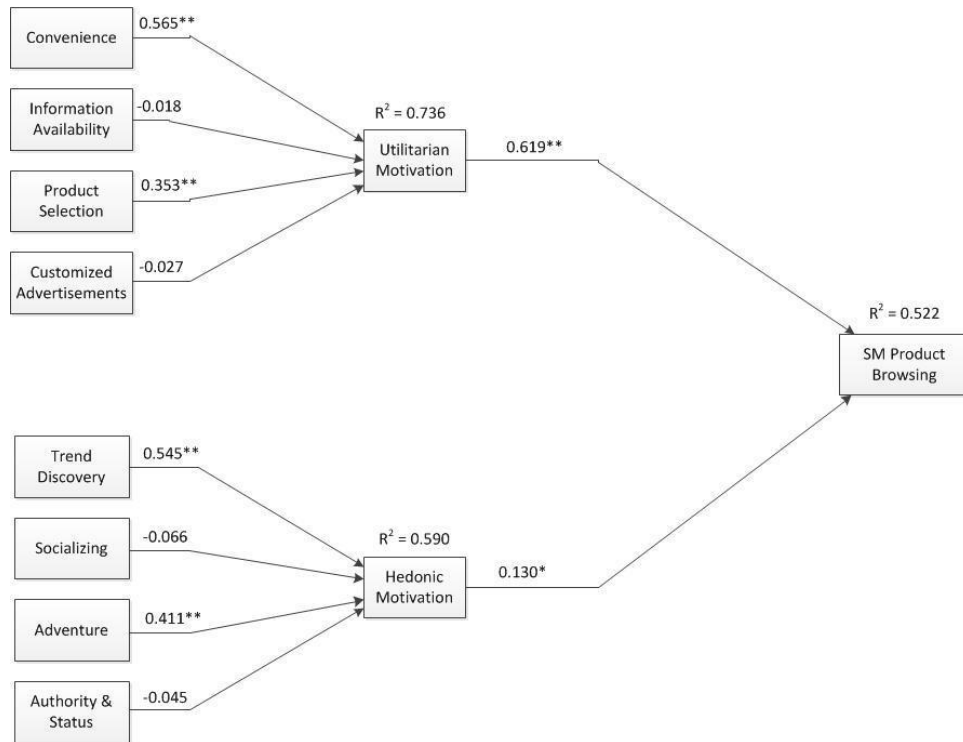 0.565**
Convenience
-0.018
Information
Availability
R² = 0.736
Utilitarian
Motivation
0.619**
0.353**
Product
Selection
-0.027
Customized
Advertisements
R² = 0.522
SM Product
Browsing
0.545**
Trend
Discovery
-0.066
Socializing
R² = 0.590
Hedonic
Motivation
0.130*
0.411**
Adventure
-0.045
Authority &
Status